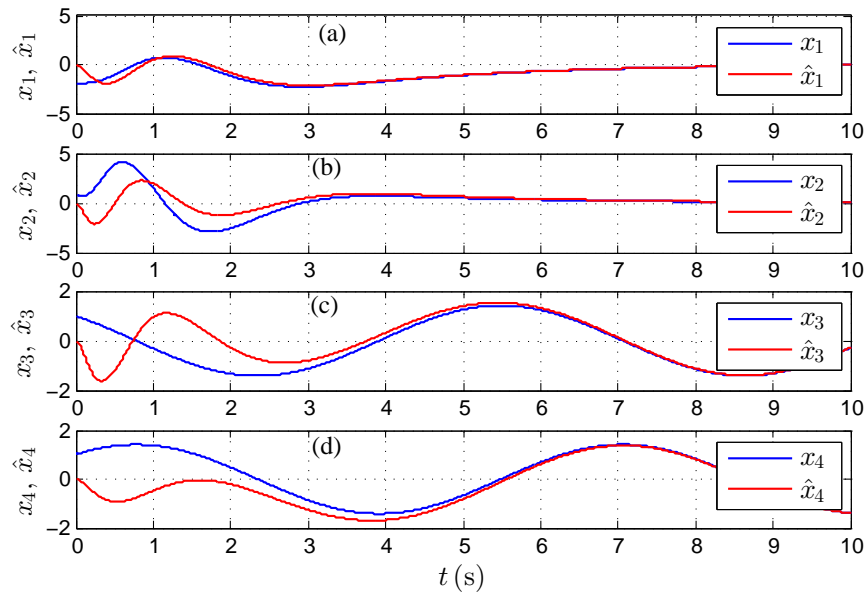 (a)
x₁, x̂₁
5
0
−5
0 1 2 3 4 5 6 7 8 9 10
x₁
x̂₁
(b)
x₂, x̂₂
5
0
−5
0 1 2 3 4 5 6 7 8 9 10
x₂
x̂₂
(c)
x₃, x̂₃
2
0
−2
0 1 2 3 4 5 6 7 8 9 10
x₃
x̂₃
(d)
x₄, x̂₄
2
0
−2
0 1 2 3 4 5 6 7 8 9 10
x₄
x̂₄
t (s)